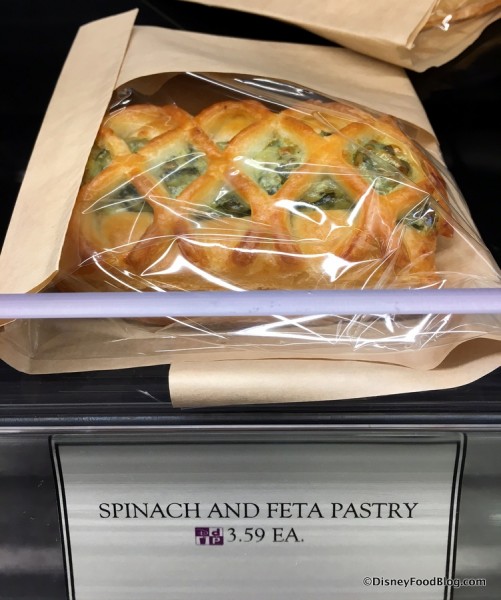 SPINACH AND FETA PASTRY
3.59 EA.
©DisneyFoodBlog.com